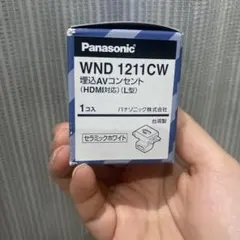 Panasonic
WND 1211CW
埋込AVコンセント
(HDMI対応)(L型)
1コ入
パナソニック株式会社
台湾製
セラミックホワイト